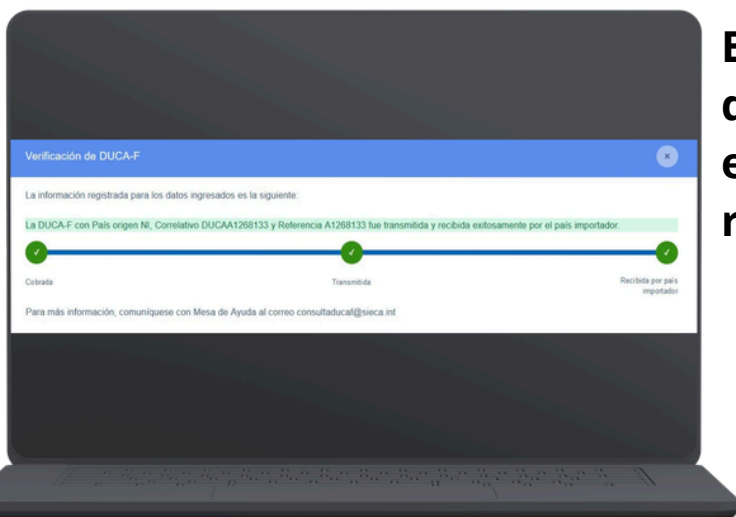 Verificación de DUCA-F
La información registrada para los datos ingresados es la siguiente:
La DUCA-F con País origen NI, Correlativo DUCAA1268133 y Referencia A1268133 fue transmitida y recibida exitosamente por el país importador.
Cobrada
Transmitida
Recibida por país
importador
Para más información, comuníquese con Mesa de Ayuda al correo consultaducaf@sieca.int